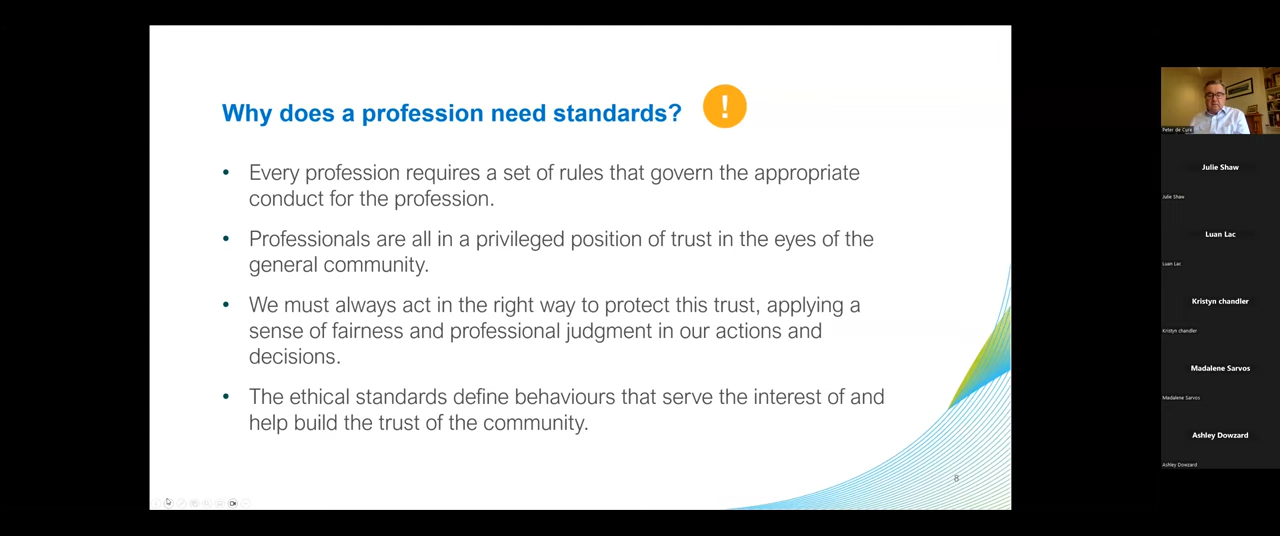 Why does a profession need standards?
!
• Every profession requires a set of rules that govern the appropriate
conduct for the profession.
• Professionals are all in a privileged position of trust in the eyes of the
general community.
• We must always act in the right way to protect this trust, applying a
sense of fairness and professional judgment in our actions and
decisions.
• The ethical standards define behaviours that serve the interest of and
help build the trust of the community.
8
Peter de Cure
Julie Shaw
Julie Shaw
Luan Lac
Luan Lac
Kristyn chandler
Kristyn chandler
Madalene Sarvos
Madalene Sarvos
Ashley Dowzard
Ashley Dowzard